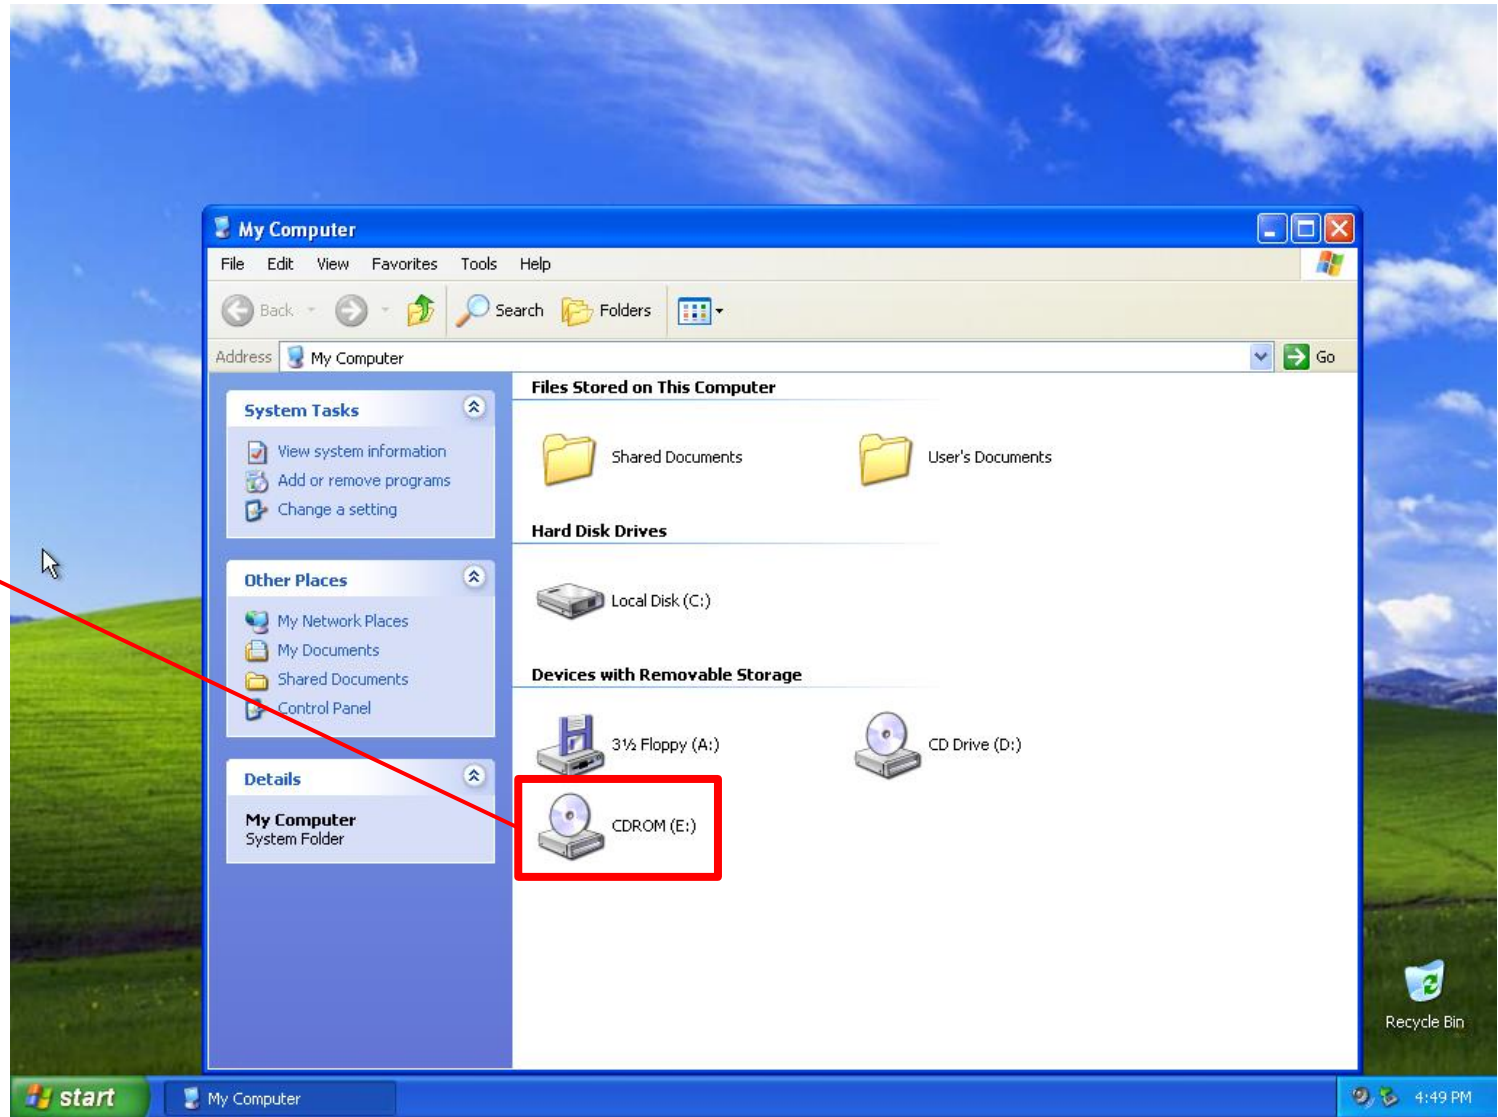 My Computer
File Edit View Favorites Tools Help
Back Search Folders
Address My Computer Go
System Tasks
View system information
Add or remove programs
Change a setting
Other Places
My Network Places
My Documents
Shared Documents
Control Panel
Details
My Computer
System Folder
Files Stored on This Computer
Shared Documents User's Documents
Hard Disk Drives
Local Disk (C:)
Devices with Removable Storage
3½ Floppy (A:) CD Drive (D:)
CDROM (E:)
Recycle Bin
start My Computer 4:49 PM